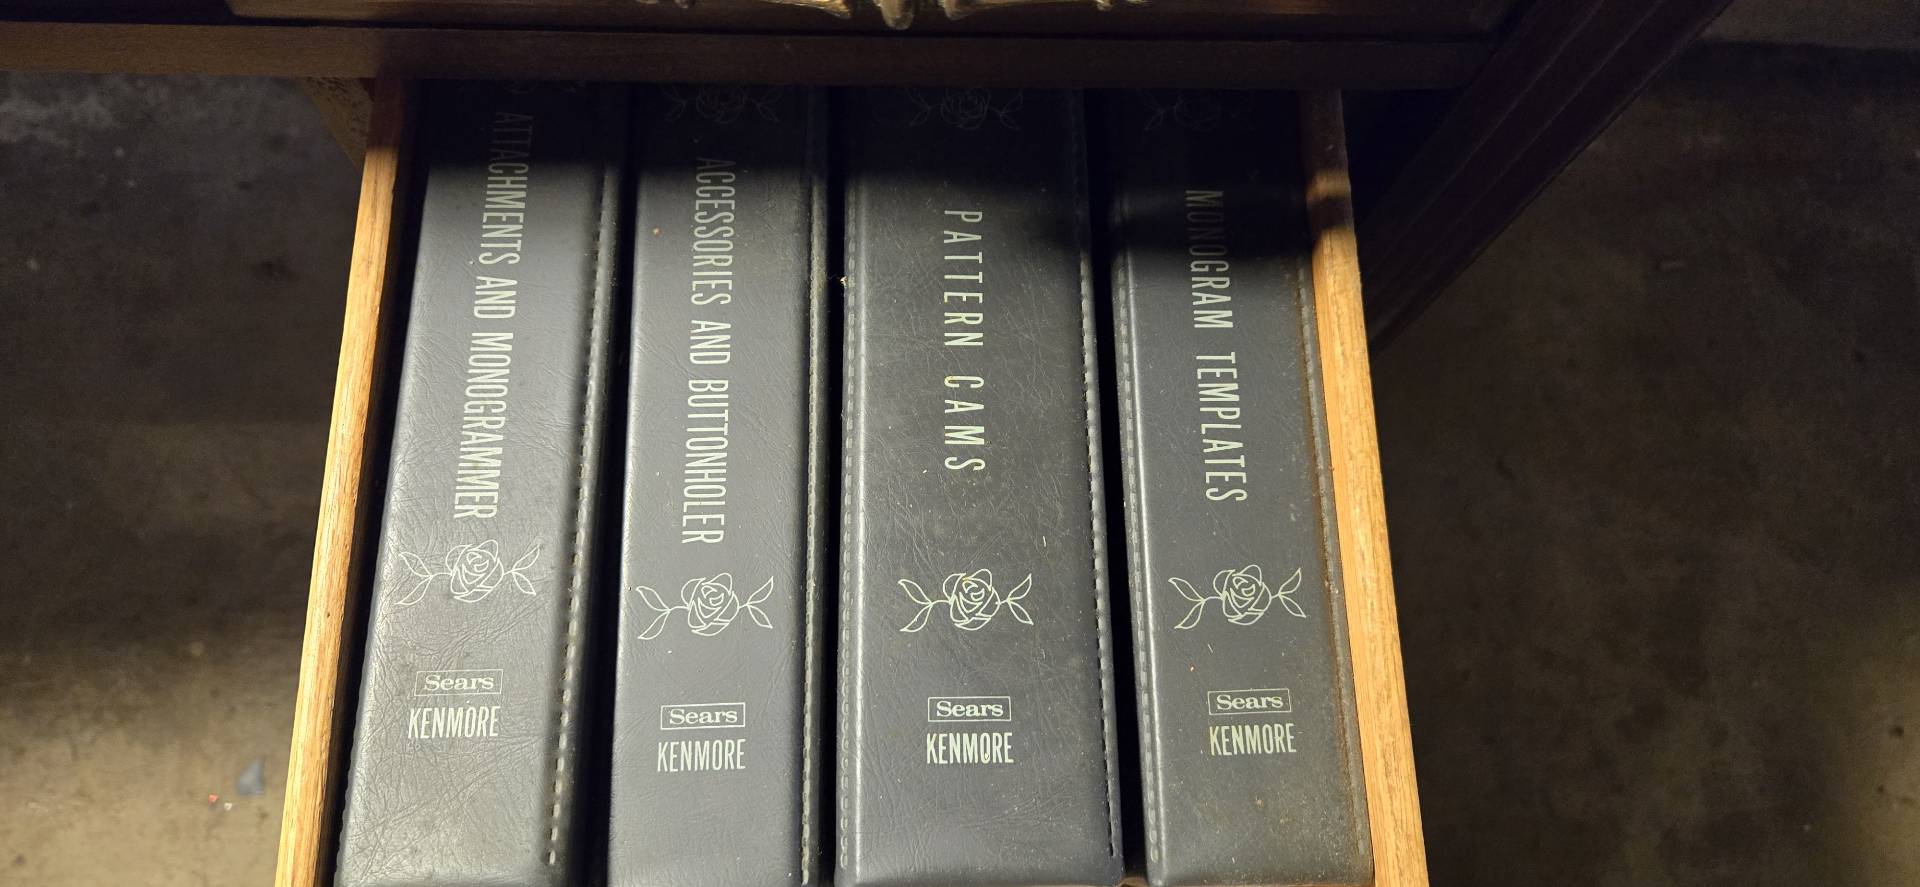 ATTACHMENTS AND MONOGRAMMER
Sears
KENMORE
ACCESSORIES AND BUTTONHOLER
Sears
KENMORE
PATTERN CAMS
Sears
KENMORE
MONOGRAM TEMPLATES
Sears
KENMORE